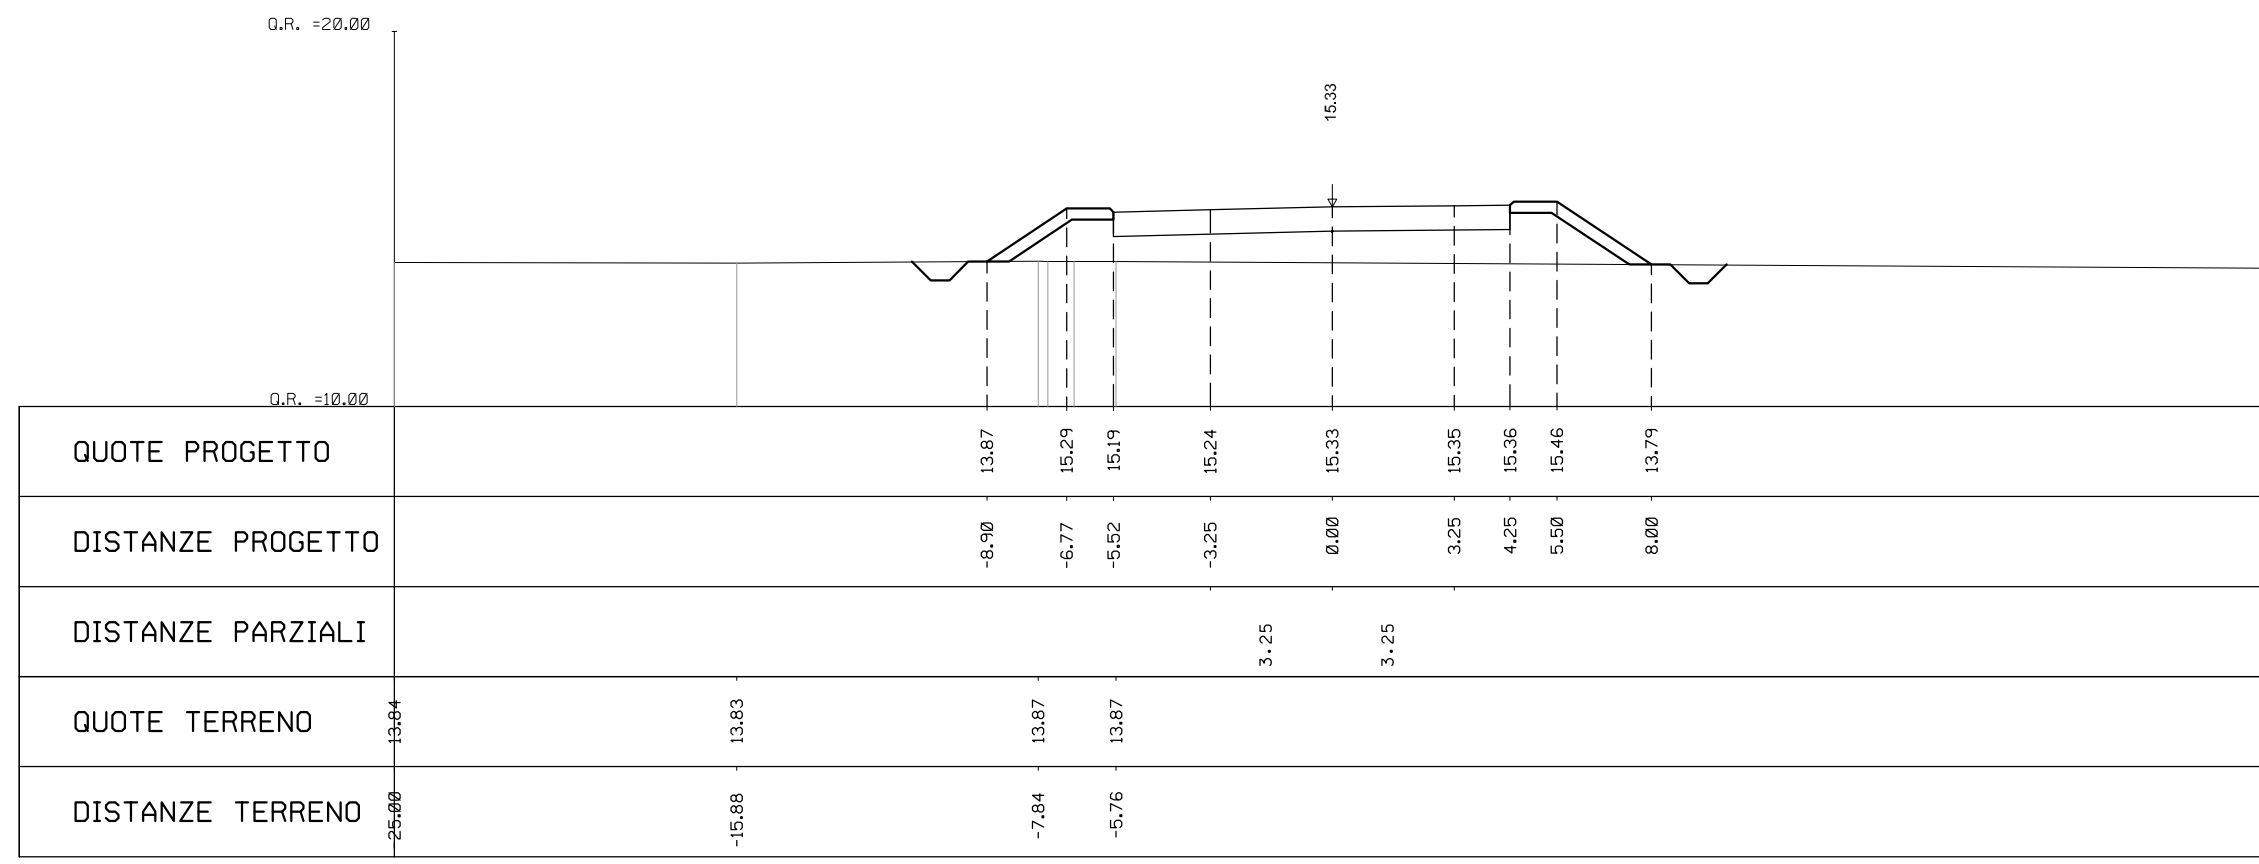 Q.R. =20.00
15.33
Q.R. =10.00
QUOTE PROGETTO 13.87 15.29 15.19 15.24 15.33 15.35 15.36 15.46 13.79
DISTANZE PROGETTO -8.90 -6.77 -5.52 -3.25 0.00 3.25 4.25 5.50 8.00
DISTANZE PARZIALI 3.25 3.25
QUOTE TERRENO 13.84 13.83 13.87 13.87
DISTANZE TERRENO -25.00 -15.88 -7.84 -5.76